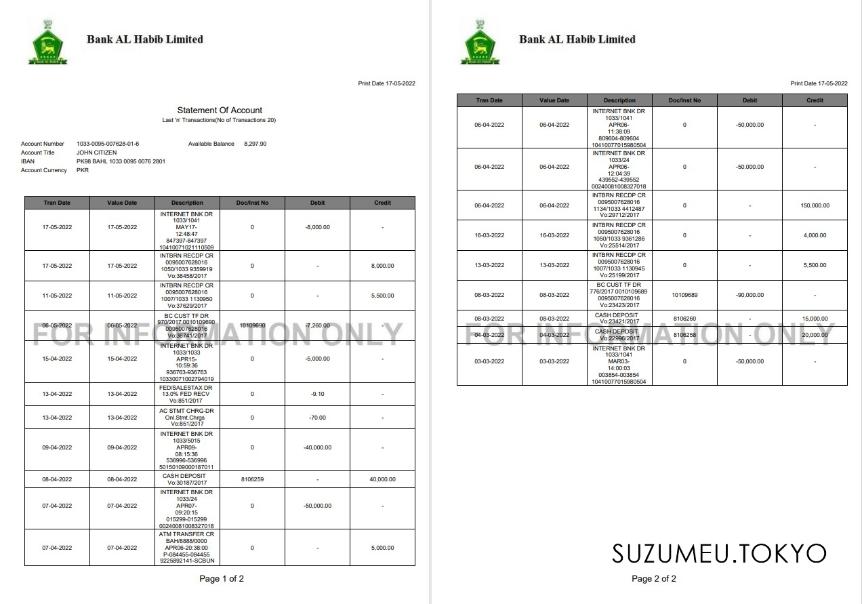 Bank AL Habib Limited
Print Date 17-05-2022
Statement Of Account
Last 'n' Transactions(No of Transactions 20)
Account Number 1033-0095-007628-01-6 Available Balance 8,297.90
Account Title JOHN CITIZEN
IBAN PK98 BAHL 1033 0095 0076 2801
Account Currency PKR
Tran Date Value Date Description Doc/Inst No Debit Credit
INTERNET BNK DR
1033/1041
MAY17-
17-05-2022 17-05-2022 12:48:47 0 -8,000.00 -
847397-847397
10410071021110509
INTBRN RECDP CR
17-05-2022 17-05-2022 0095007628016 0 - 8,000.00
1050/1033 9359919
Vo:38458/2017
INTBRN RECDP CR
11-05-2022 11-05-2022 0095007628016 0 - 5,500.00
1007/1033 1130950
Vo:37629/2017
BC CUST TF DR
06-05-2022 06-05-2022 970/2017 0010109690 10109690 -7,260.00 -
0095007628016
Vo:36741/2017
FOR INFORMATION ONLY
INTERNET BNK DR
1033/1033
APR15-
15-04-2022 15-04-2022 10:59:36 0 -5,000.00 -
936763-936763
10330071002794019
FED/SALESTAX DR
13-04-2022 13-04-2022 13.0% FED RECV 0 -9.10 -
Vo:851/2017
AC STMT CHRG-DR
13-04-2022 13-04-2022 Onl.Stmt.Chrgs 0 -70.00 -
Vo:851/2017
INTERNET BNK DR
1033/5015
APR09-
09-04-2022 09-04-2022 08:15:36 0 -40,000.00 -
536996-536996
50150109000187011
CASH DEPOSIT
08-04-2022 08-04-2022 Vo:30187/2017 8106259 - 40,000.00
INTERNET BNK DR
1033/24
APR07-
07-04-2022 07-04-2022 09:20:15 0 -50,000.00 -
015299-015299
00240081008327018
ATM TRANSFER CR
BAH/8888/0000
07-04-2022 07-04-2022 APR06-20:38:00 0 - 5,000.00
P-084455-084455
9226892141-SCBUN
Page 1 of 2
Bank AL Habib Limited
Print Date 17-05-2022
Tran Date Value Date Description Doc/Inst No Debit Credit
INTERNET BNK DR
1033/1041
APR06-
06-04-2022 06-04-2022 11:38:09 0 -50,000.00 -
809604-809604
10410077015980504
INTERNET BNK DR
1033/24
APR06-
06-04-2022 06-04-2022 12:04:39 0 -50,000.00 -
439552-439552
00240081008327018
INTBRN RECDP CR
06-04-2022 06-04-2022 0095007628016 0 - 150,000.00
1134/1033 4412487
Vo:29712/2017
INTBRN RECDP CR
16-03-2022 16-03-2022 0095007628016 0 - 4,000.00
1050/1033 9361286
Vo:25514/2017
INTBRN RECDP CR
13-03-2022 13-03-2022 0095007628016 0 - 5,500.00
1007/1033 1130945
Vo:25199/2017
BC CUST TF DR
08-03-2022 08-03-2022 776/2017 0010109689 10109689 -90,000.00 -
0095007628016
Vo:23423/2017
CASH DEPOSIT
08-03-2022 08-03-2022 Vo:23421/2017 8106260 - 15,000.00
CASH DEPOSIT
04-03-2022 04-03-2022 Vo:22996/2017 8106258 - 20,000.00
FOR INFORMATION ONLY
INTERNET BNK DR
1033/1041
MAR03-
03-03-2022 03-03-2022 14:00:03 0 -50,000.00 -
003854-003854
10410077015980504
SUZUMEU.TOKYO
Page 2 of 2